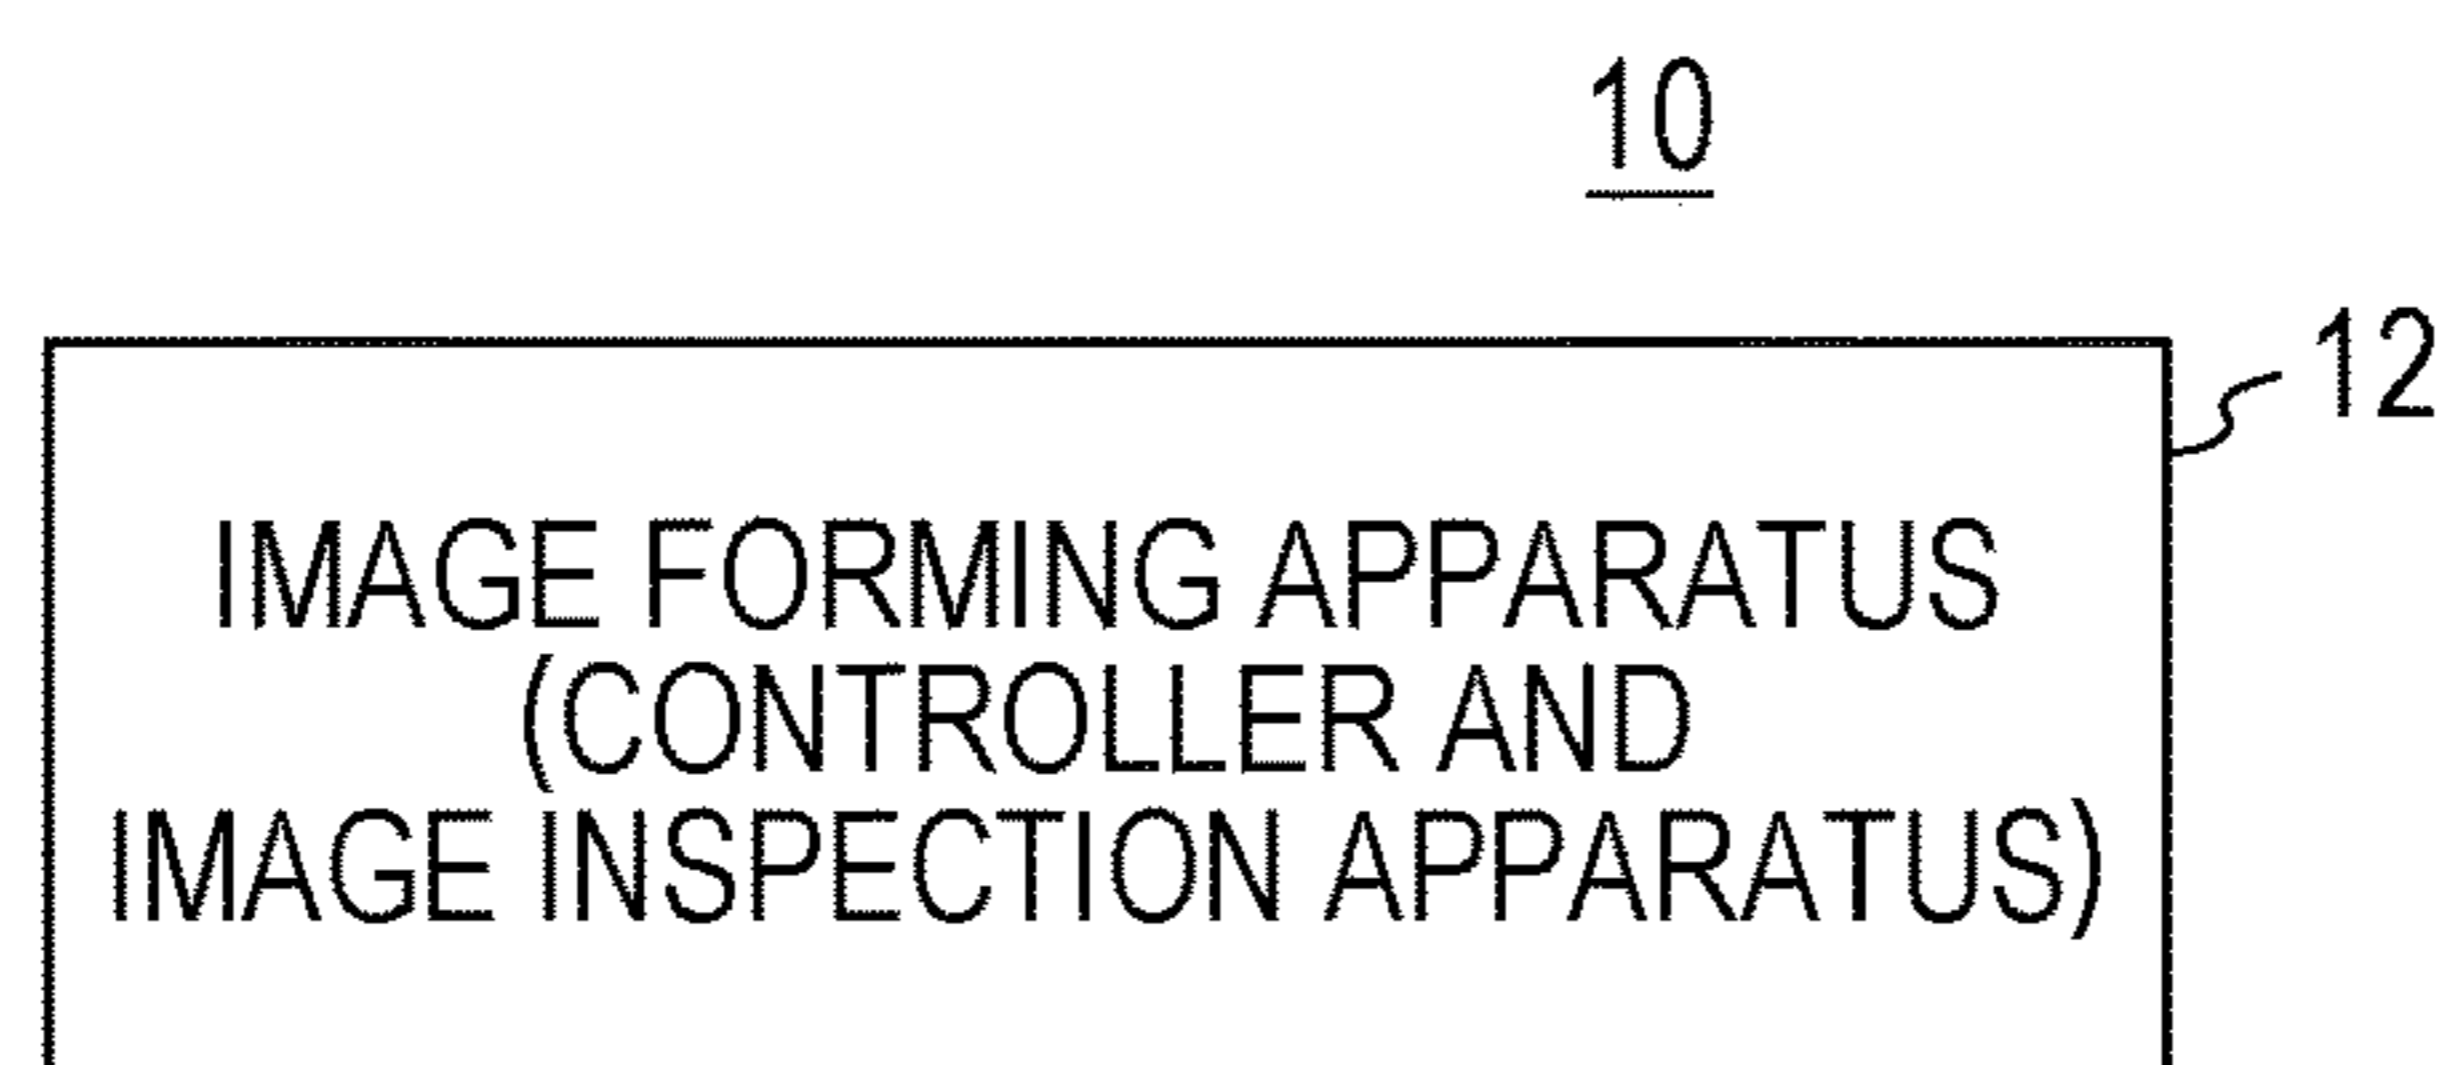 10
12
IMAGE FORMING APPARATUS
(CONTROLLER AND
IMAGE INSPECTION APPARATUS)